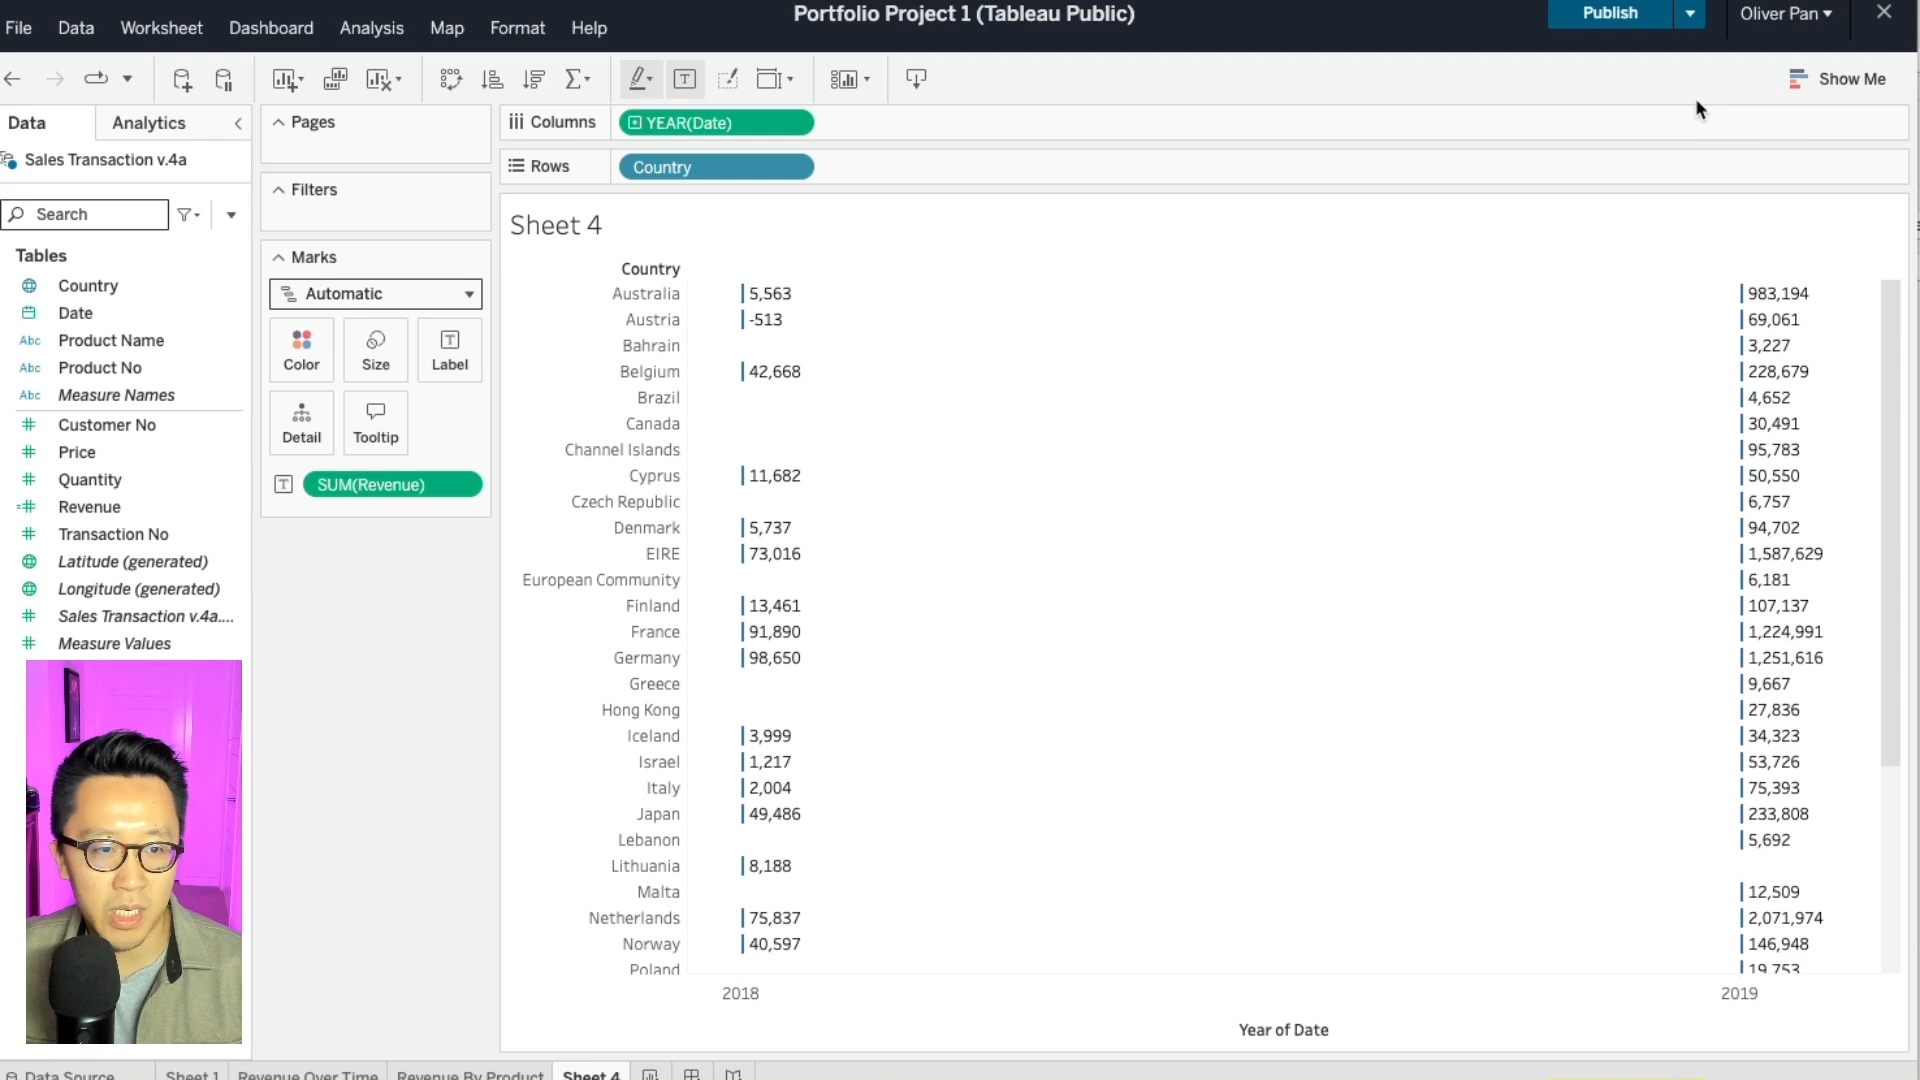 Portfolio Project 1 (Tableau Public)
Publish
Oliver Pan
File Data Worksheet Dashboard Analysis Map Format Help
Show Me
Data Analytics
Sales Transaction v.4a
Search
Tables
Country
Date
Abc Product Name
Abc Product No
Abc Measure Names
Customer No
Price
Quantity
Revenue
Transaction No
Latitude (generated)
Longitude (generated)
Sales Transaction v.4a....
Measure Values
Pages
Filters
Marks
Automatic
Color Size Label
Detail Tooltip
SUM(Revenue)
Columns YEAR(Date)
Rows Country
Sheet 4
Country
Australia 5,563 983,194
Austria -513 69,061
Bahrain 3,227
Belgium 42,668 228,679
Brazil 4,652
Canada 30,491
Channel Islands 95,783
Cyprus 11,682 50,550
Czech Republic 6,757
Denmark 5,737 94,702
EIRE 73,016 1,587,629
European Community 6,181
Finland 13,461 107,137
France 91,890 1,224,991
Germany 98,650 1,251,616
Greece 9,667
Hong Kong 27,836
Iceland 3,999 34,323
Israel 1,217 53,726
Italy 2,004 75,393
Japan 49,486 233,808
Lebanon 5,692
Lithuania 8,188
Malta 12,509
Netherlands 75,837 2,071,974
Norway 40,597 146,948
Poland 19,753
2018 2019
Year of Date
Data Source Sheet 1 Revenue Over Time Revenue By Product Sheet 4